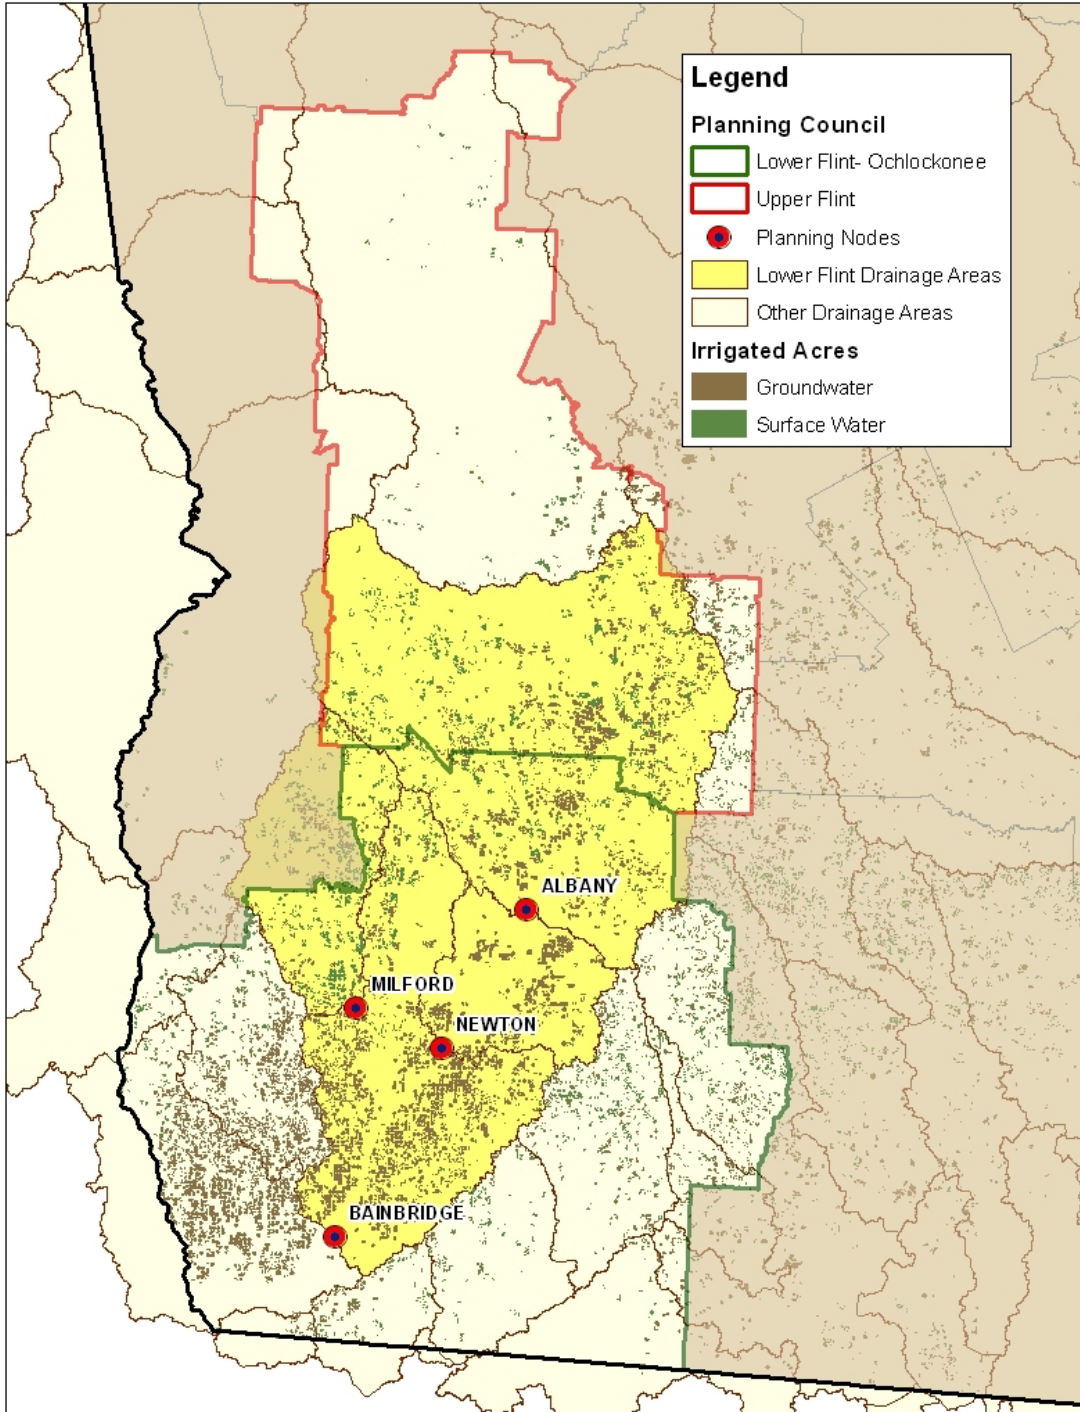 Legend
Planning Council
Lower Flint- Ochlockonee
Upper Flint
Planning Nodes
Lower Flint Drainage Areas
Other Drainage Areas
Irrigated Acres
Groundwater
Surface Water
ALBANY
MILFORD
NEWTON
BAINBRIDGE